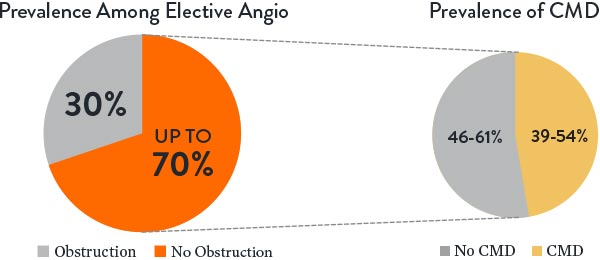 Prevalence Among Elective Angio
Prevalence of CMD
30%
UP TO
70%
46-61%
39-54%
Obstruction
No Obstruction
No CMD
CMD